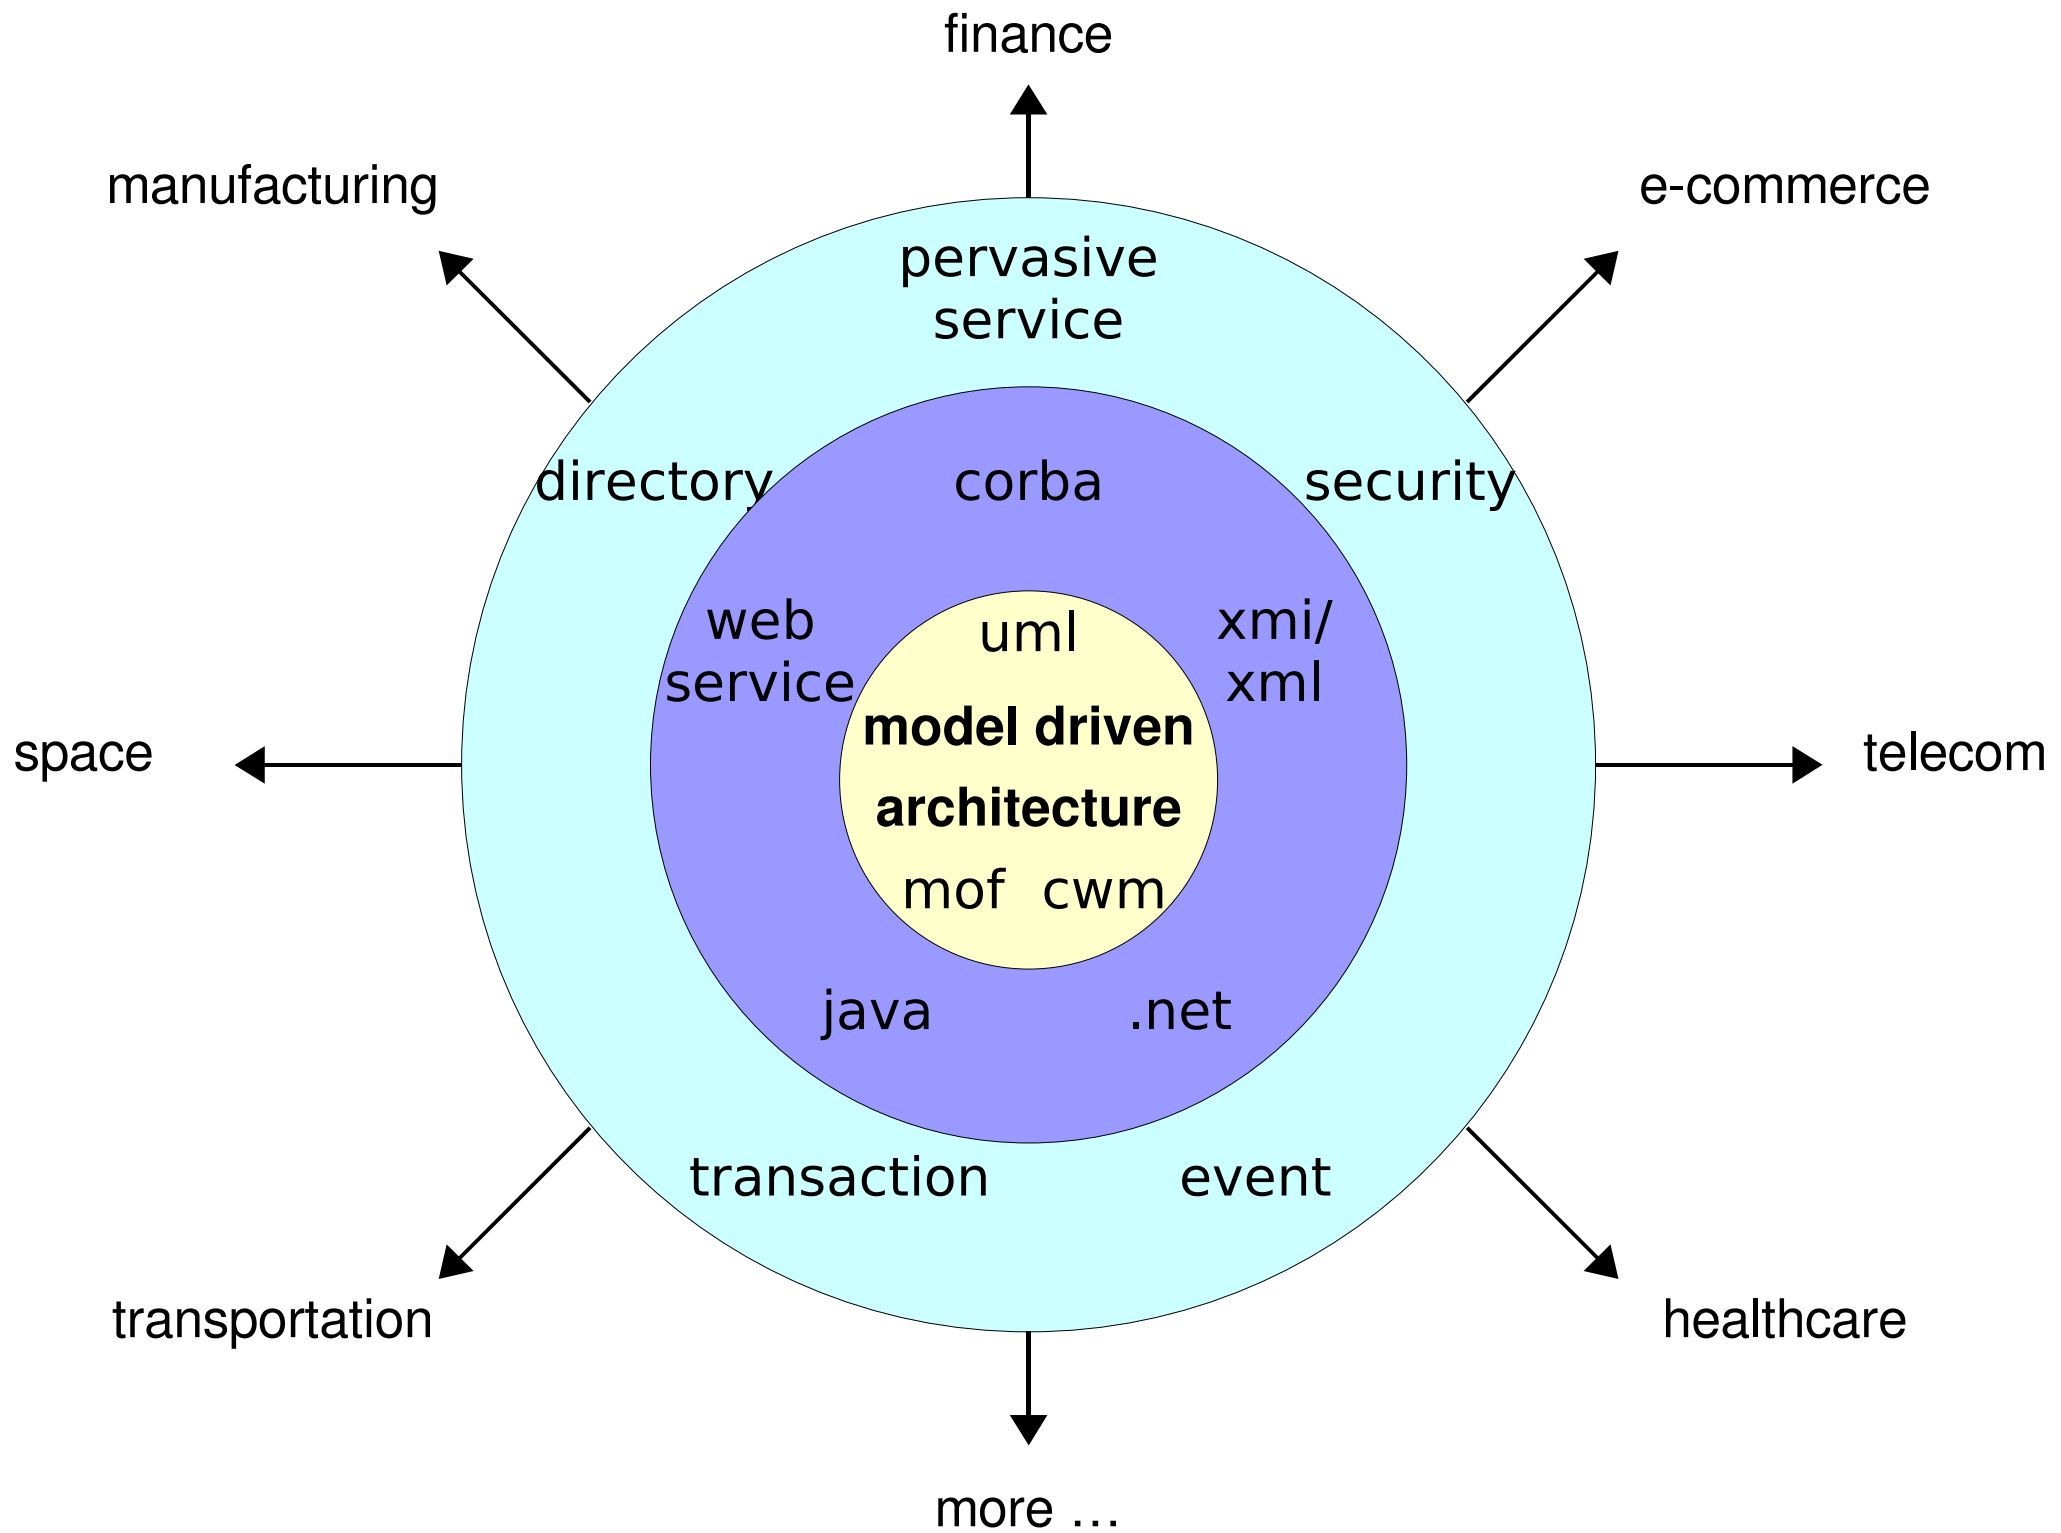 finance
manufacturing
e-commerce
pervasive
service
directory
corba
security
web
service
uml
xmi/
xml
model driven
architecture
space
telecom
mof cwm
java
.net
transaction
event
transportation
healthcare
more …